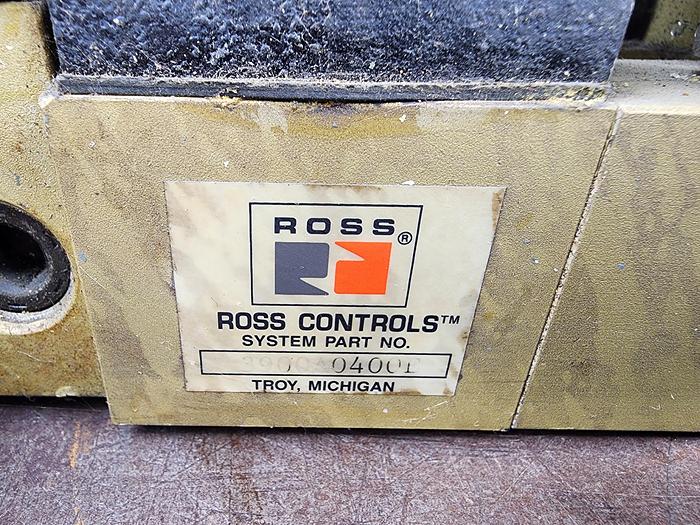 ROSS®
ROSS CONTROLS™
SYSTEM PART NO.
TROY, MICHIGAN